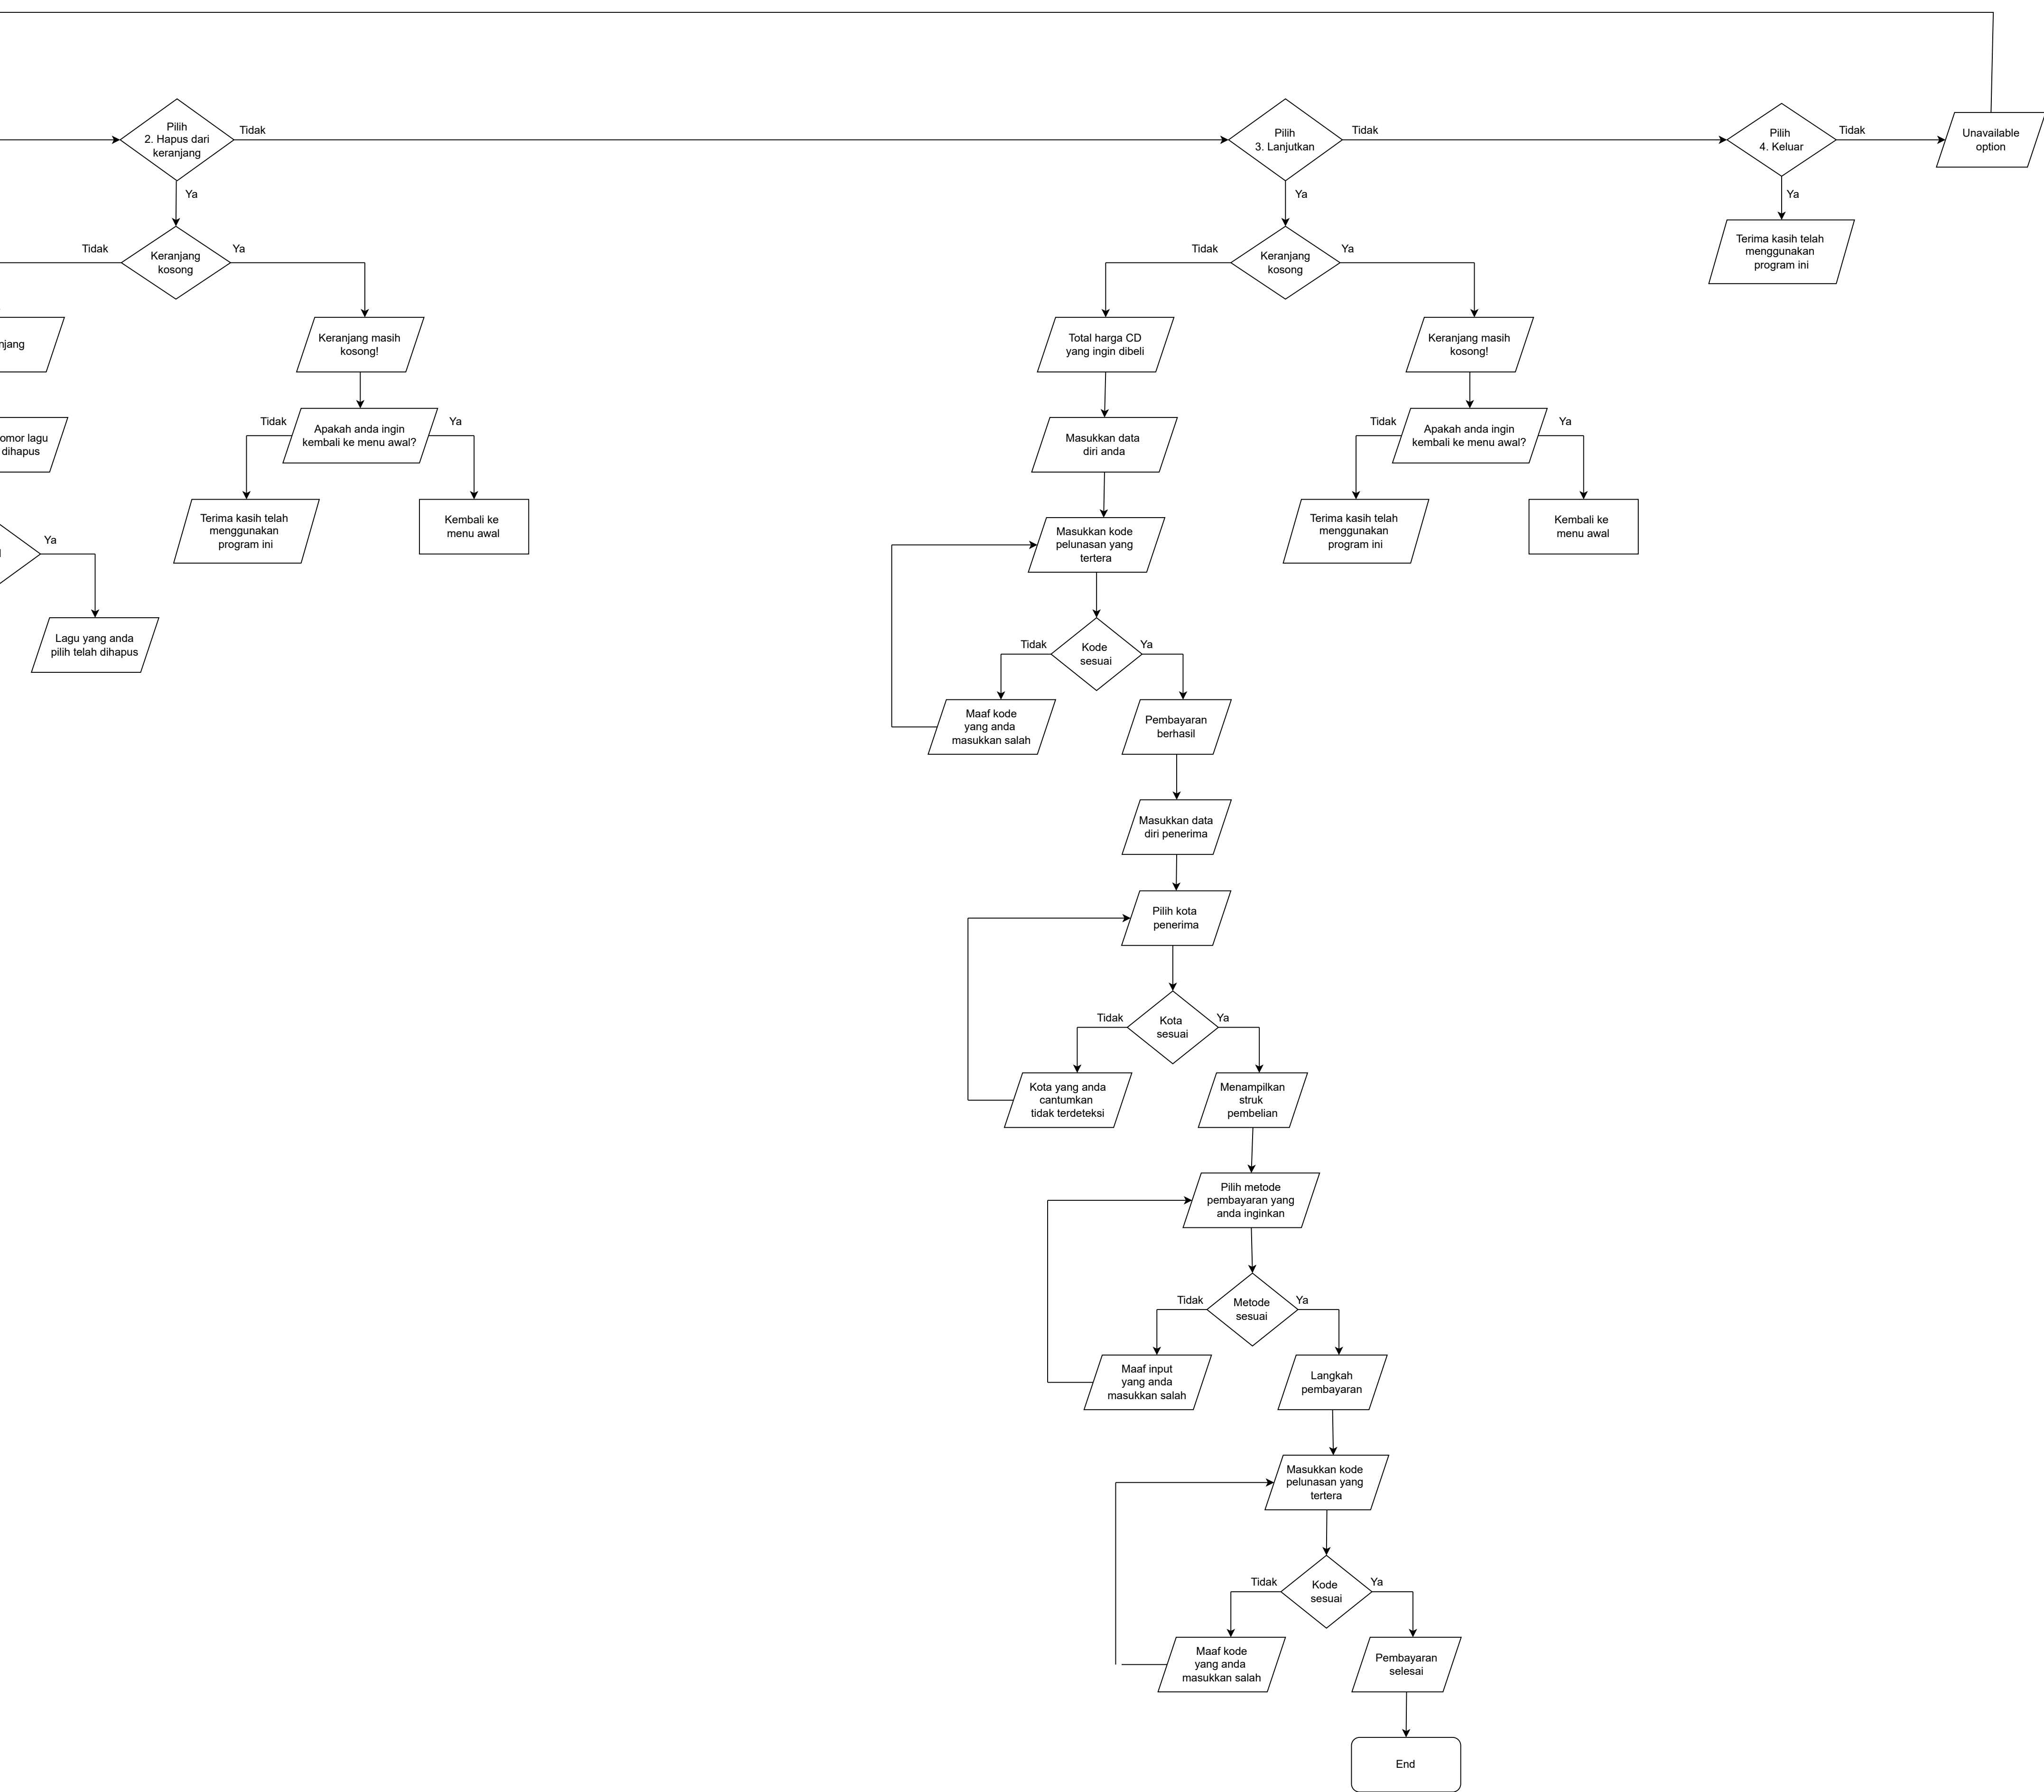 Pilih
2. Hapus dari
keranjang
Tidak
Pilih
3. Lanjutkan
Tidak
Pilih
4. Keluar
Tidak
Unavailable
option
Ya
Ya
Ya
Tidak
Keranjang
kosong
Ya
Tidak
Keranjang
kosong
Ya
Terima kasih telah
menggunakan
program ini
Keranjang masih
kosong!
Total harga CD
yang ingin dibeli
Keranjang masih
kosong!
Tidak
Apakah anda ingin
kembali ke menu awal?
Ya
lagu
dihapus
Masukkan data
diri anda
Tidak
Apakah anda ingin
kembali ke menu awal?
Ya
Terima kasih telah
menggunakan
program ini
Kembali ke
menu awal
Masukkan kode
pelunasan yang
tertera
Terima kasih telah
menggunakan
program ini
Kembali ke
menu awal
Ya
Lagu yang anda
pilih telah dihapus
Tidak
Kode
sesuai
Ya
Maaf kode
yang anda
masukkan salah
Pembayaran
berhasil
Masukkan data
diri penerima
Pilih kota
penerima
Tidak
Kota
sesuai
Ya
Kota yang anda
cantumkan
tidak terdeteksi
Menampilkan
struk
pembelian
Pilih metode
pembayaran yang
anda inginkan
Tidak
Metode
sesuai
Ya
Maaf input
yang anda
masukkan salah
Langkah
pembayaran
Masukkan kode
pelunasan yang
tertera
Tidak
Kode
sesuai
Ya
Maaf kode
yang anda
masukkan salah
Pembayaran
selesai
End